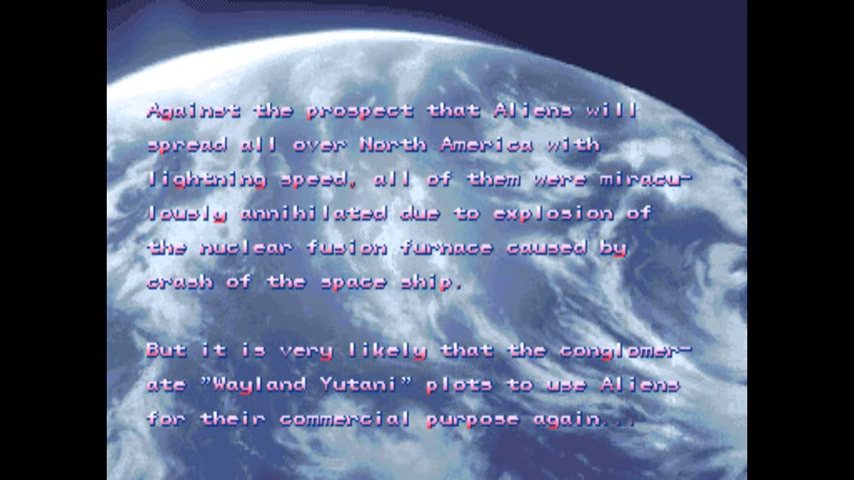 Against the prospect that Aliens will
spread all over North America with
lightning speed, all of them were miracu-
lously annihilated due to explosion of
the nuclear fusion furnace caused by
crash of the space ship.
But it is very likely that the conglomer-
ate "Wayland Yutani" plots to use Aliens
for their commercial purpose again...